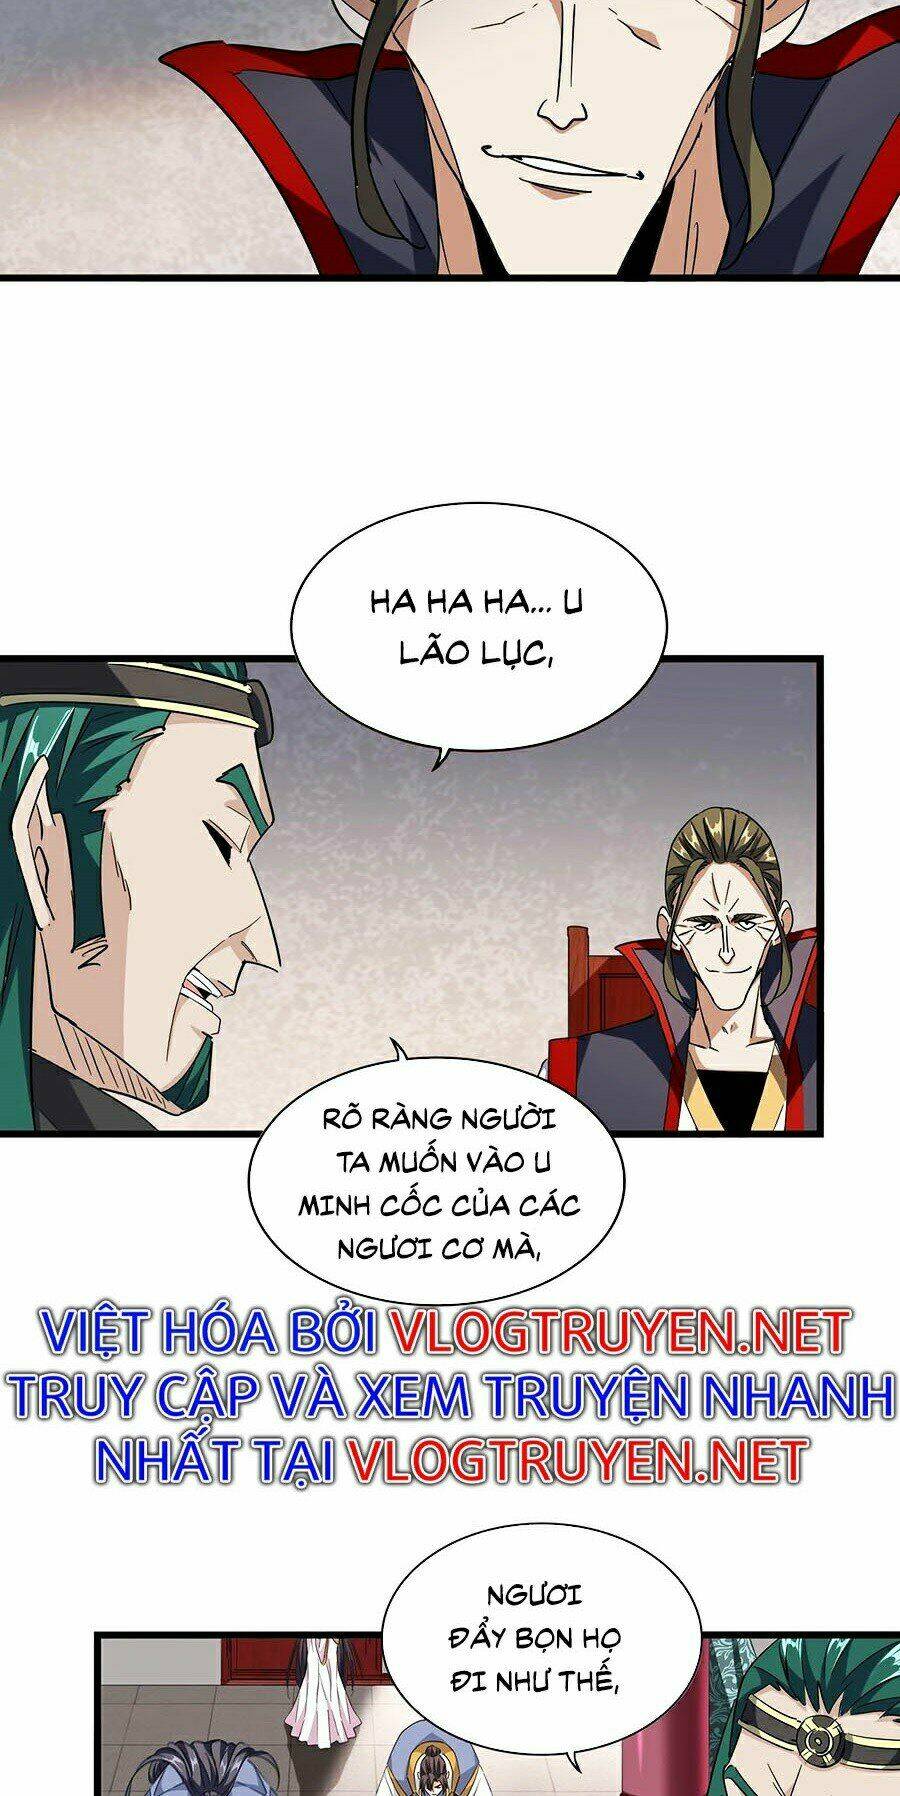 HA HA HA... U
LÃO LỤC,
RÕ RÀNG NGƯỜI
TA MUỐN VÀO U
MINH CỐC CỦA CÁC
NGƯƠI CƠ MÀ,
VIỆT HÓA BỞI VLOGTRUYEN.NET
TRUY CẬP VÀ XEM TRUYỆN NHANH
NHẤT TẠI VLOGTRUYEN.NET
NGƯƠI
ĐẨY BỌN HỌ
ĐI NHƯ THẾ,